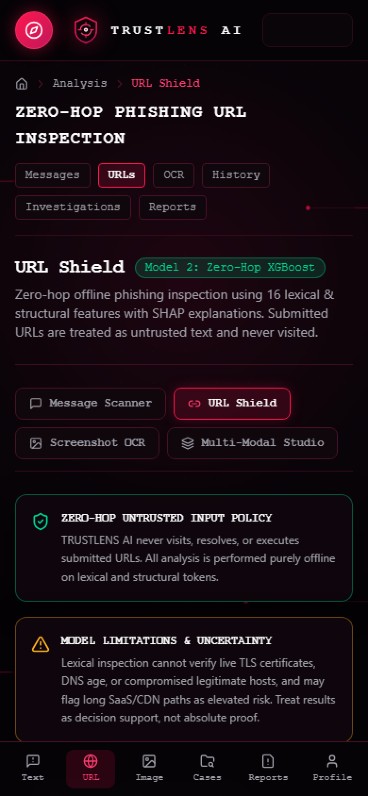 TRUSTLENS AI
Analysis
URL Shield
ZERO-HOP PHISHING URL
INSPECTION
Messages
URLs
OCR
History
Investigations
Reports
URL Shield
Model 2: Zero-Hop XGBoost
Zero-hop offline phishing inspection using 16 lexical &
structural features with SHAP explanations. Submitted
URLs are treated as untrusted text and never visited.
Message Scanner
URL Shield
Screenshot OCR
Multi-Modal Studio
ZERO-HOP UNTRUSTED INPUT POLICY
TRUSTLENS AI never visits, resolves, or executes
submitted URLs. All analysis is performed purely offline
on lexical and structural tokens.
MODEL LIMITATIONS & UNCERTAINTY
Lexical inspection cannot verify live TLS certificates,
DNS age, or compromised legitimate hosts, and may
flag long SaaS/CDN paths as elevated risk. Treat results
as decision support, not absolute proof.
Text
URL
Image
Cases
Reports
Profile